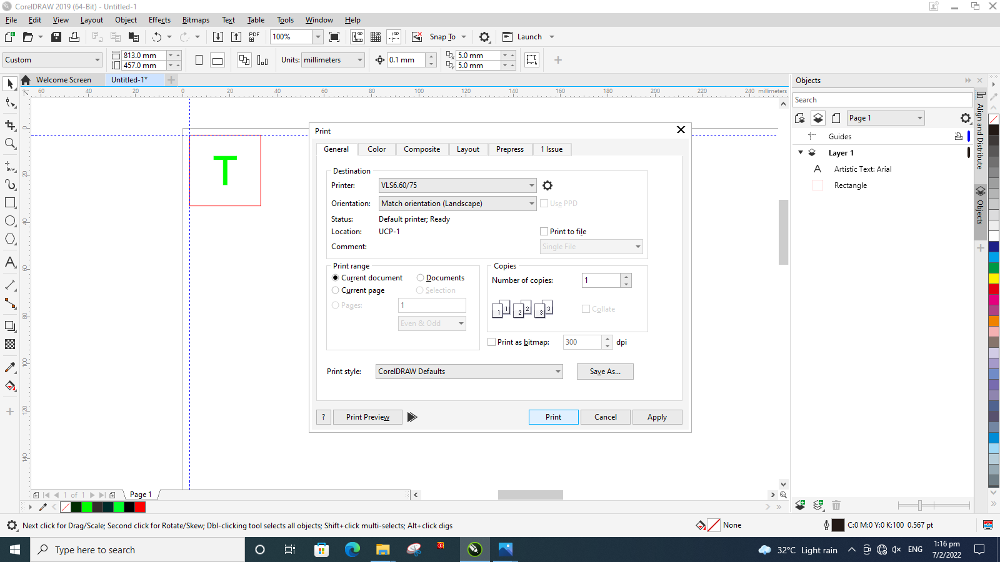 CorelDRAW 2019 (64-Bit) - Untitled-1
File Edit View Layout Object Effects Bitmaps Text Table Tools Window Help
PDF 100% Snap To Launch
Custom 813.0 mm 457.0 mm Units: millimeters 0.1 mm 5.0 mm 5.0 mm
Welcome Screen Untitled-1*
60 40 20 0 20 40 60 80 100 120 140 160 180 200 220 240 millimeters
0
20
40
60
80
100
120
140
T
Print
General Color Composite Layout Prepress 1 Issue
Destination
Printer: VLS6.60/75
Orientation: Match orientation (Landscape) Use PPD
Status: Default printer; Ready
Location: UCP-1 Print to file
Comment: Single File
Print range
Current document Documents
Current page Selection
Pages: 1
Even & Odd
Copies
Number of copies: 1
1 1 2 2 3 3 Collate
Print as bitmap: 300 dpi
Print style: CorelDRAW Defaults Save As...
? Print Preview Print Cancel Apply
Objects
Search
Page 1
Guides
Layer 1
A Artistic Text: Arial
Rectangle
Align and Distribute
Objects
1 of 1 Page 1
Next click for Drag/Scale; Second click for Rotate/Skew; Dbl-clicking tool selects all objects; Shift+click multi-selects; Alt+click digs
None
C:0 M:0 Y:0 K:100 0.567 pt
Type here to search
32°C Light rain ENG 1:16 pm
7/2/2022